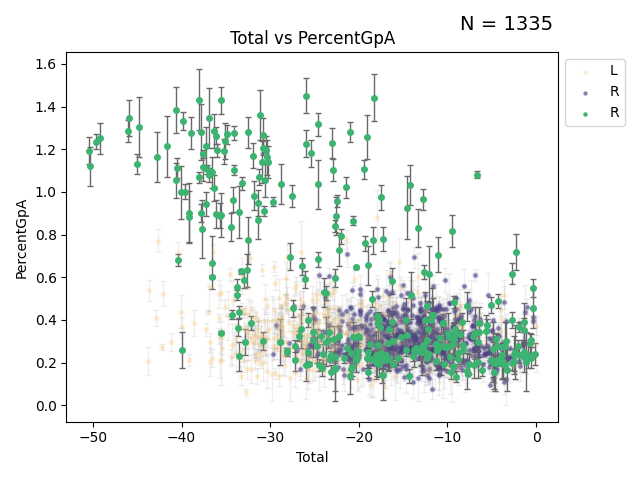 N = 1335
Total vs PercentGpA
L
R
R
PercentGpA
1.6
1.4
1.2
1.0
0.8
0.6
0.4
0.2
0.0
−50
−40
−30
−20
−10
0
Total